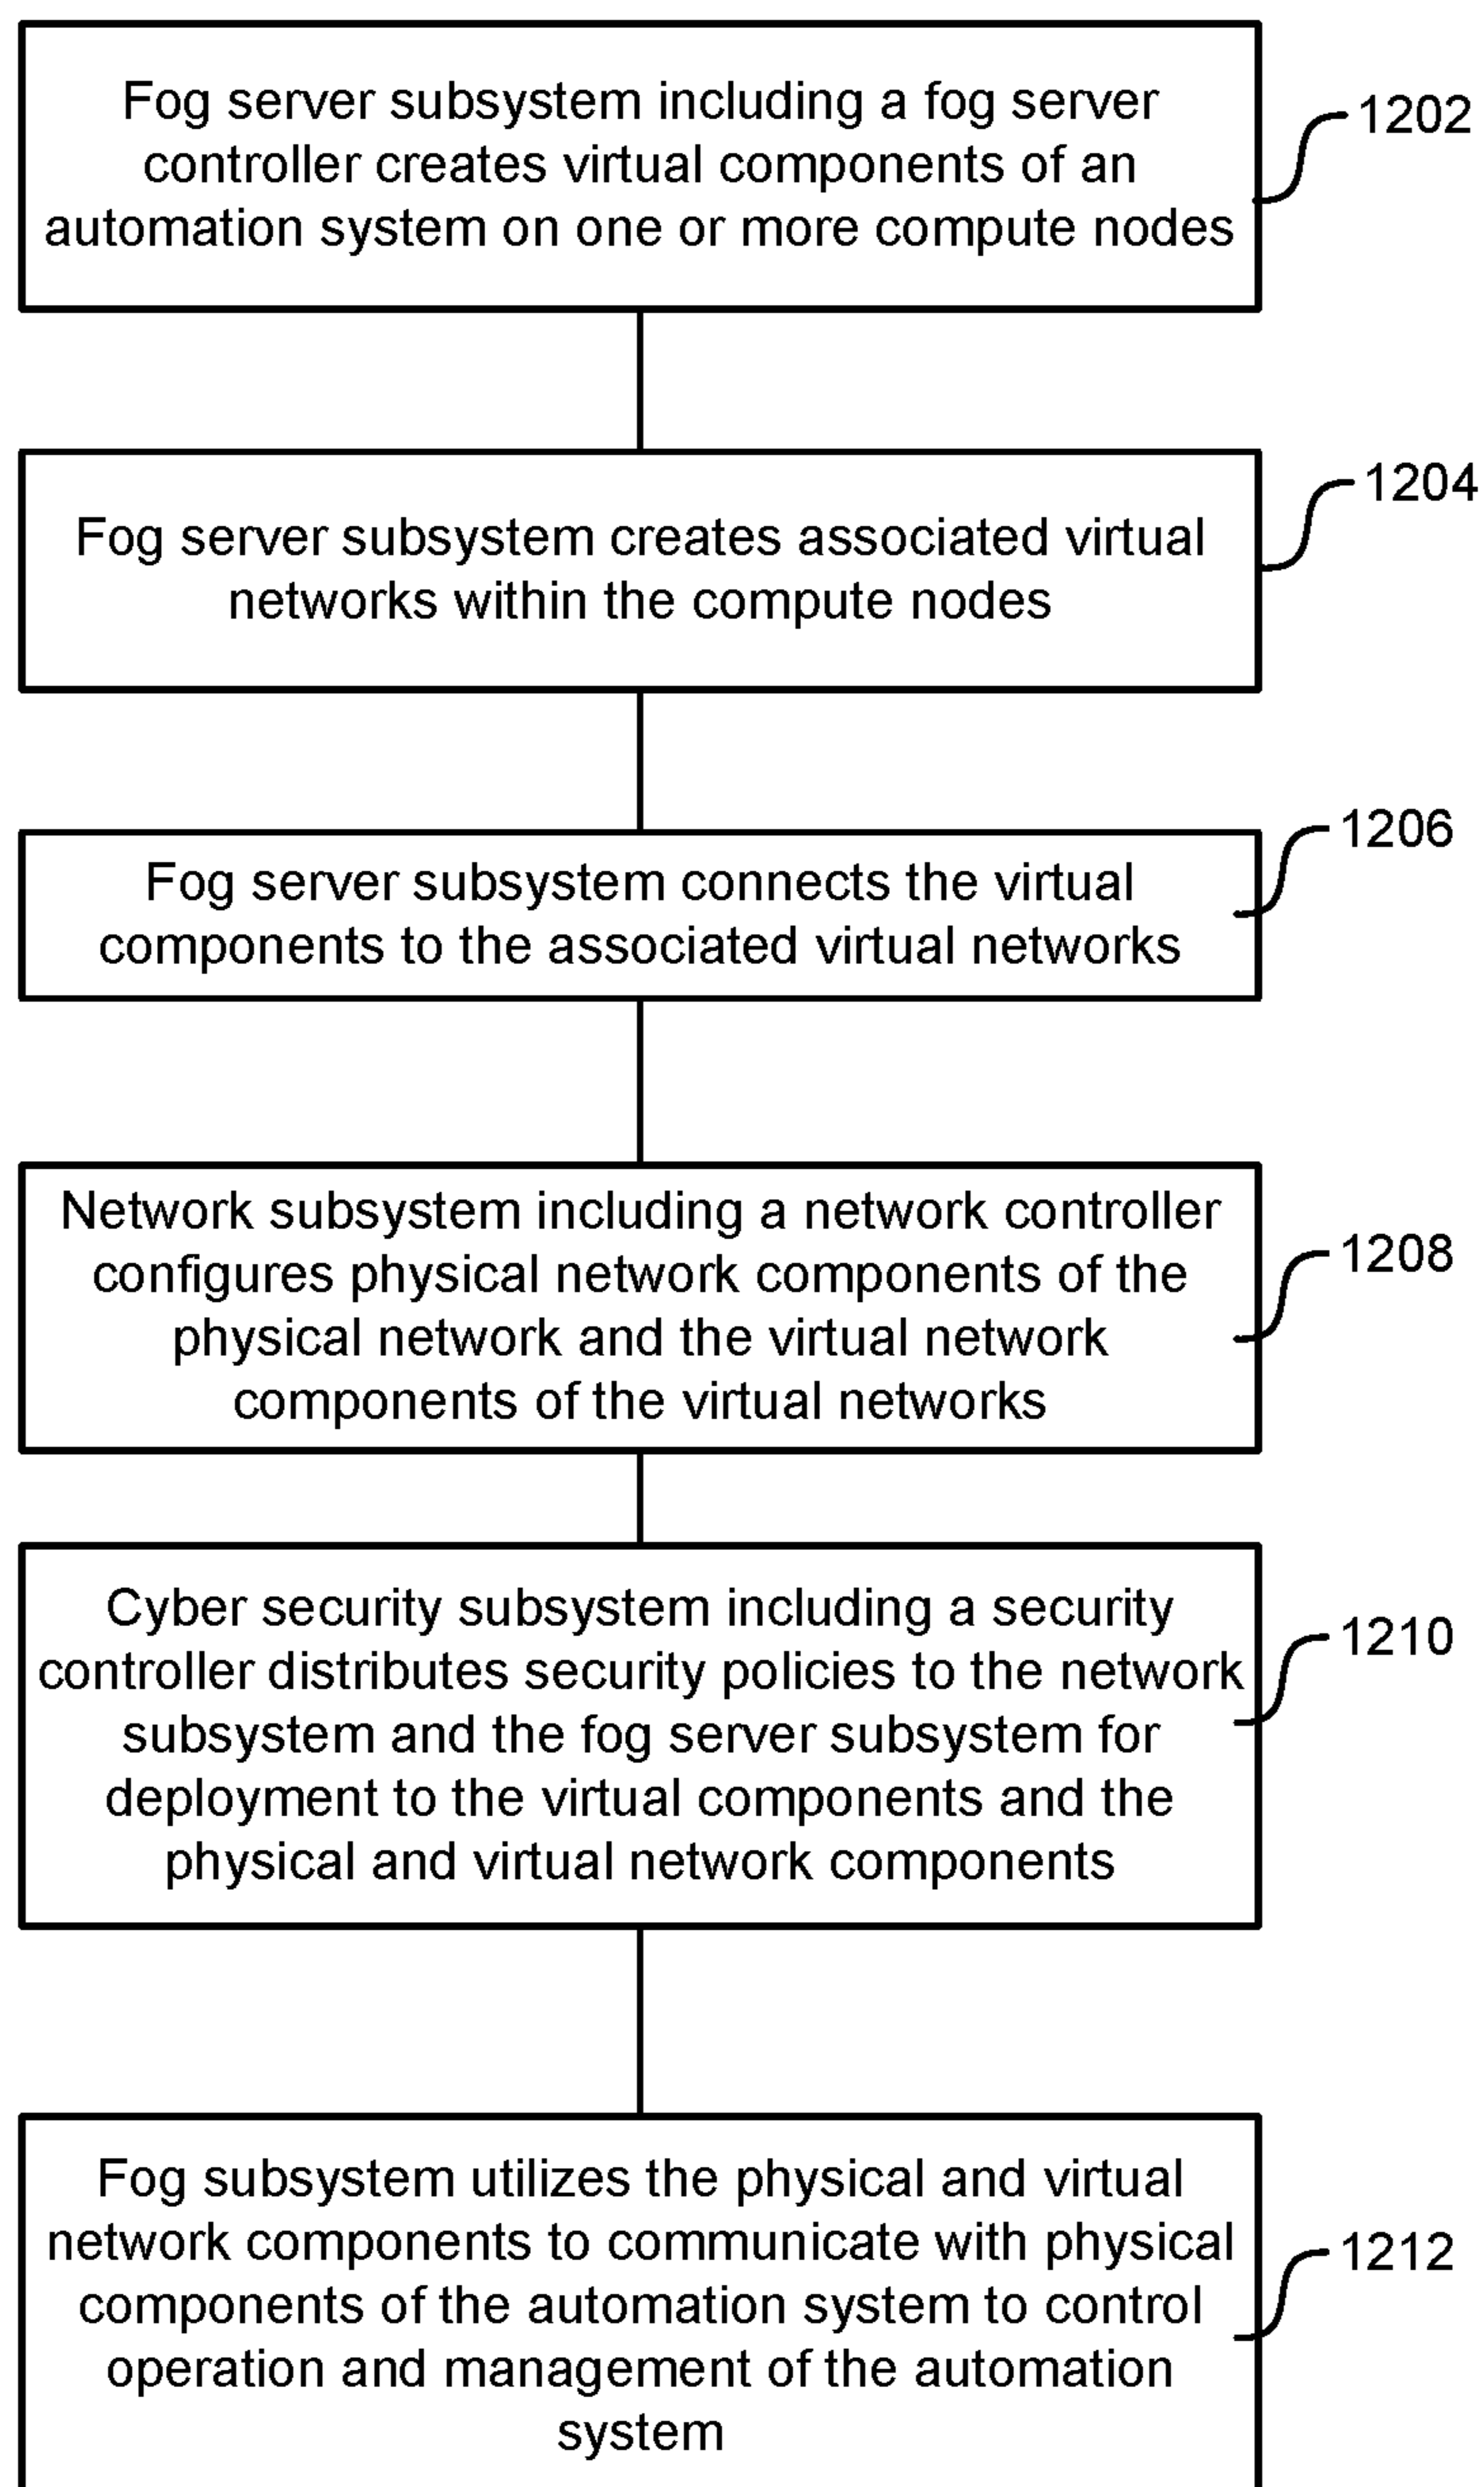 Fog server subsystem including a fog server
controller creates virtual components of an
automation system on one or more compute nodes
1202
Fog server subsystem creates associated virtual
networks within the compute nodes
1204
Fog server subsystem connects the virtual
components to the associated virtual networks
1206
Network subsystem including a network controller
configures physical network components of the
physical network and the virtual network
components of the virtual networks
1208
Cyber security subsystem including a security
controller distributes security policies to the network
subsystem and the fog server subsystem for
deployment to the virtual components and the
physical and virtual network components
1210
Fog subsystem utilizes the physical and virtual
network components to communicate with physical
components of the automation system to control
operation and management of the automation
system
1212